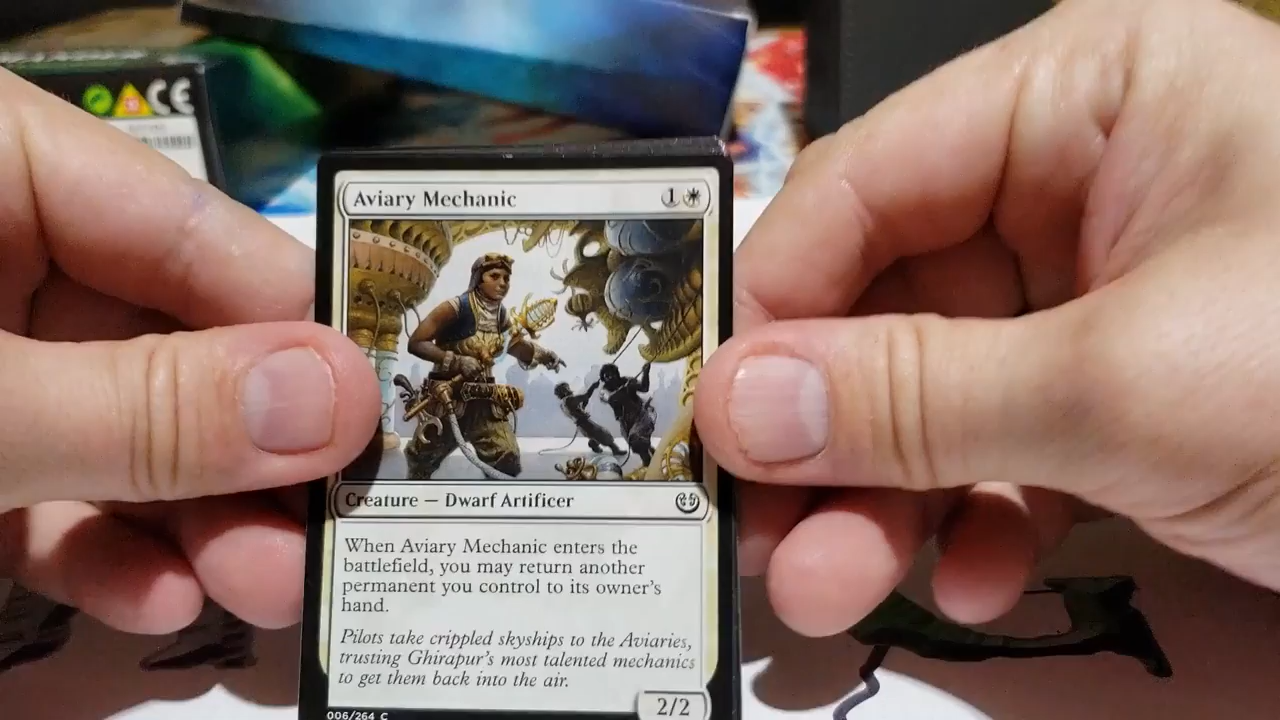 CE
Aviary Mechanic
1
Creature — Dwarf Artificer
When Aviary Mechanic enters the
battlefield, you may return another
permanent you control to its owner's
hand.
Pilots take crippled skyships to the Aviaries,
trusting Ghirapur's most talented mechanics
to get them back into the air.
2/2
006/264 C